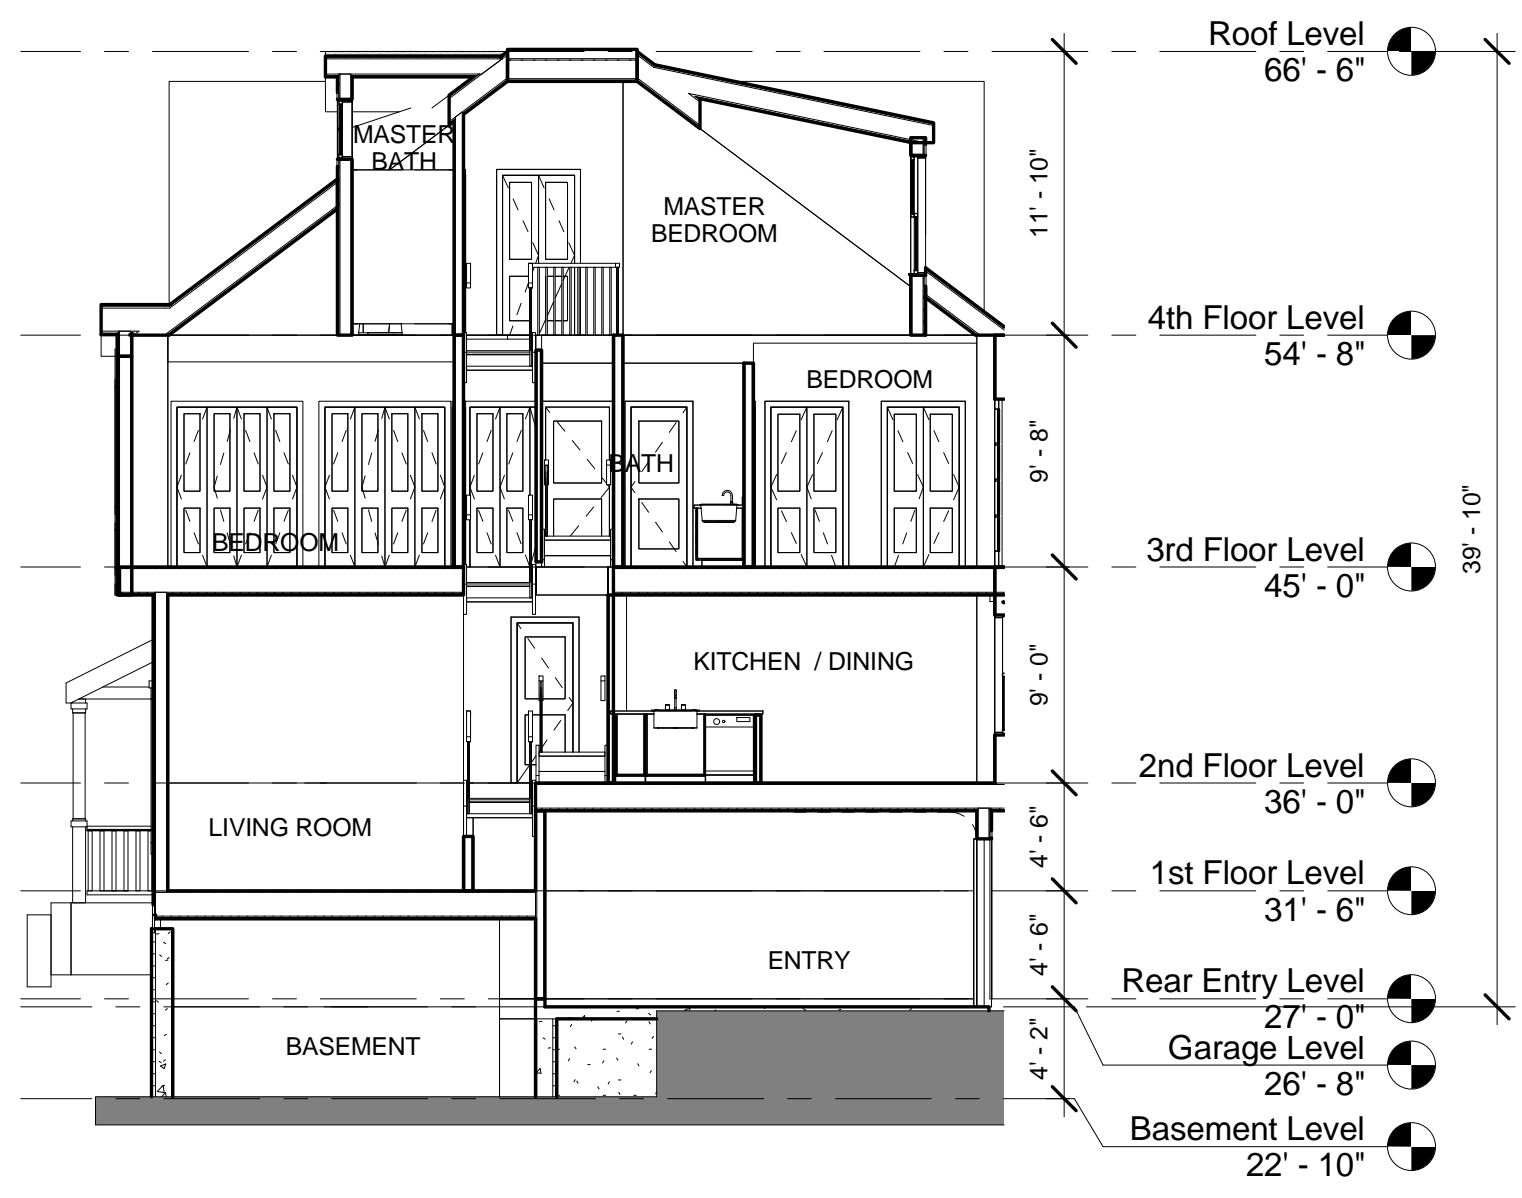 Roof Level
66' - 6"
MASTER
BATH
MASTER
BEDROOM
11' - 10"
4th Floor Level
54' - 8"
BEDROOM
BATH
BEDROOM
9' - 8"
39' - 10"
3rd Floor Level
45' - 0"
KITCHEN / DINING
9' - 0"
2nd Floor Level
36' - 0"
LIVING ROOM
4' - 6"
1st Floor Level
31' - 6"
ENTRY
4' - 6"
Rear Entry Level
27' - 0"
BASEMENT
4' - 2"
Garage Level
26' - 8"
Basement Level
22' - 10"